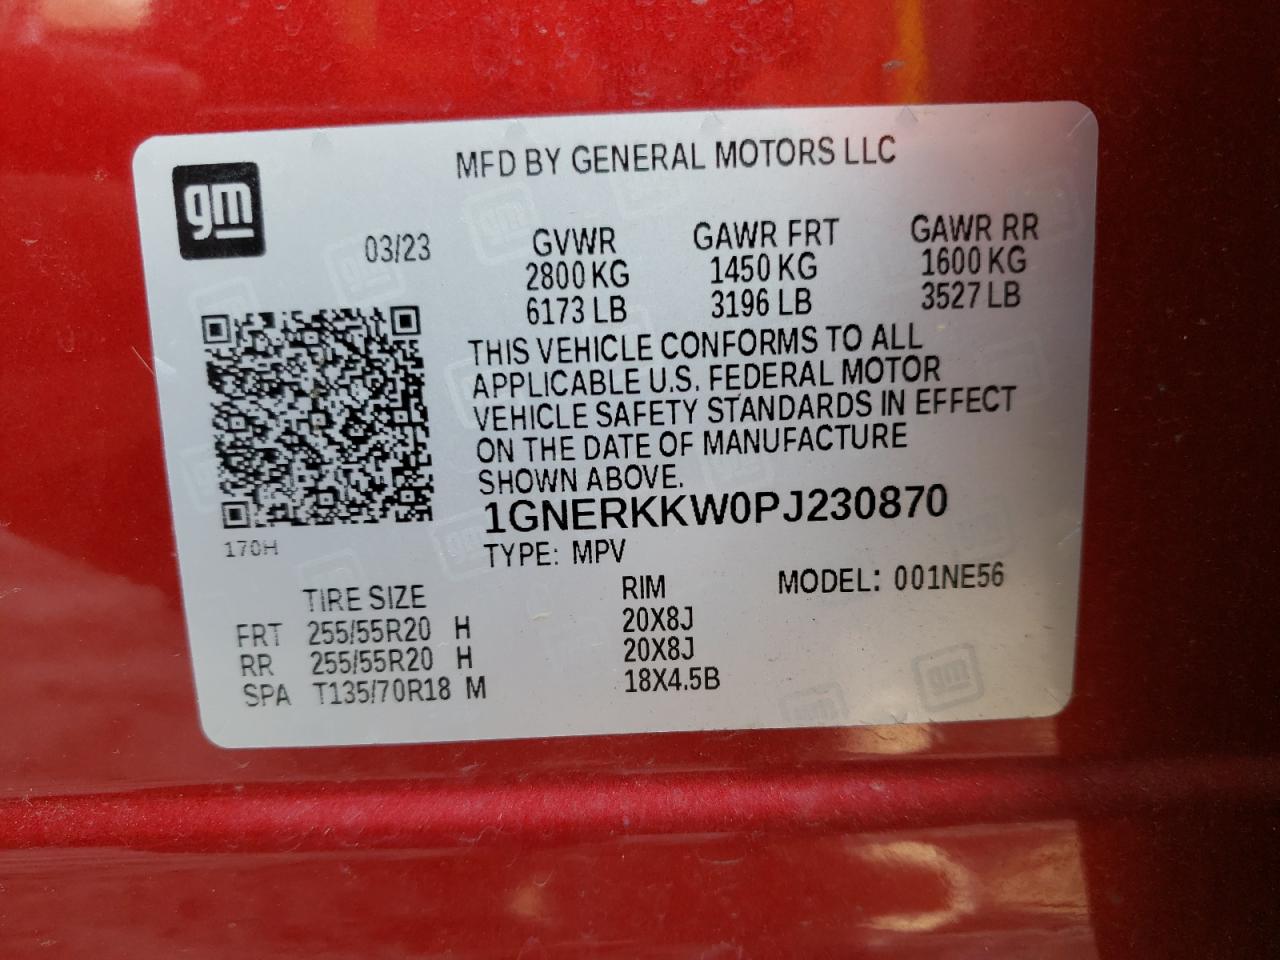 MFD BY GENERAL MOTORS LLC
gm
03/23 GVWR GAWR FRT GAWR RR
2800 KG 1450 KG 1600 KG
6173 LB 3196 LB 3527 LB
THIS VEHICLE CONFORMS TO ALL
APPLICABLE U.S. FEDERAL MOTOR
VEHICLE SAFETY STANDARDS IN EFFECT
ON THE DATE OF MANUFACTURE
SHOWN ABOVE.
1GNERKKW0PJ230870
170H
TYPE: MPV
TIRE SIZE RIM MODEL: 001NE56
FRT 255/55R20 H 20X8J
RR 255/55R20 H 20X8J
SPA T135/70R18 M 18X4.5B